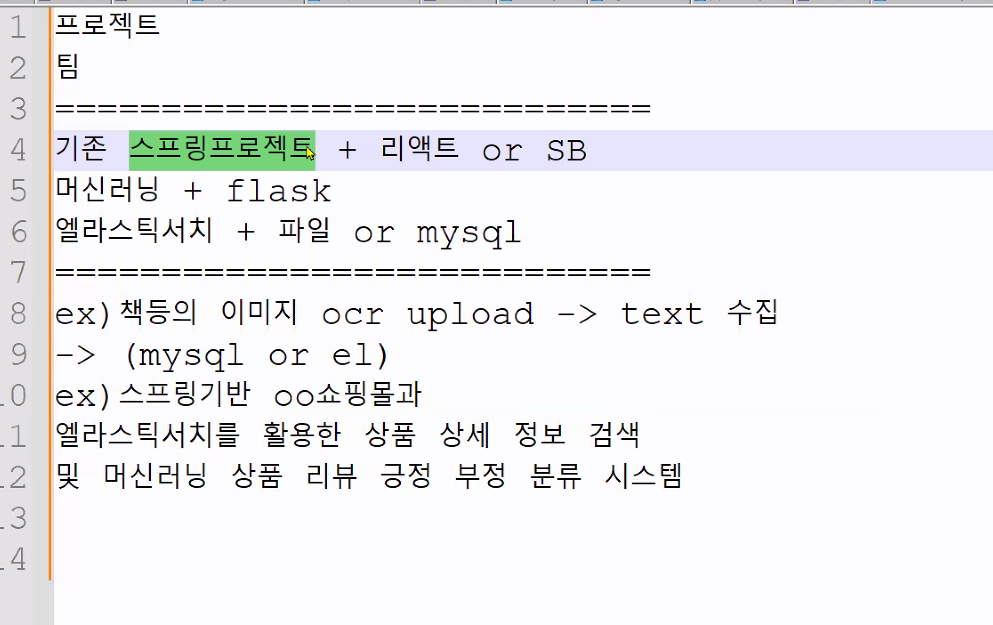 1 프로젝트
2 팀
3 ============================
4 기존 스프링프로젝트 + 리액트 or SB
5 머신러닝 + flask
6 엘라스틱서치 + 파일 or mysql
7 ============================
8 ex)책등의 이미지 ocr upload -> text 수집
9 -> (mysql or el)
10 ex)스프링기반 oo쇼핑몰과
11 엘라스틱서치를 활용한 상품 상세 정보 검색
12 및 머신러닝 상품 리뷰 긍정 부정 분류 시스템
13
14